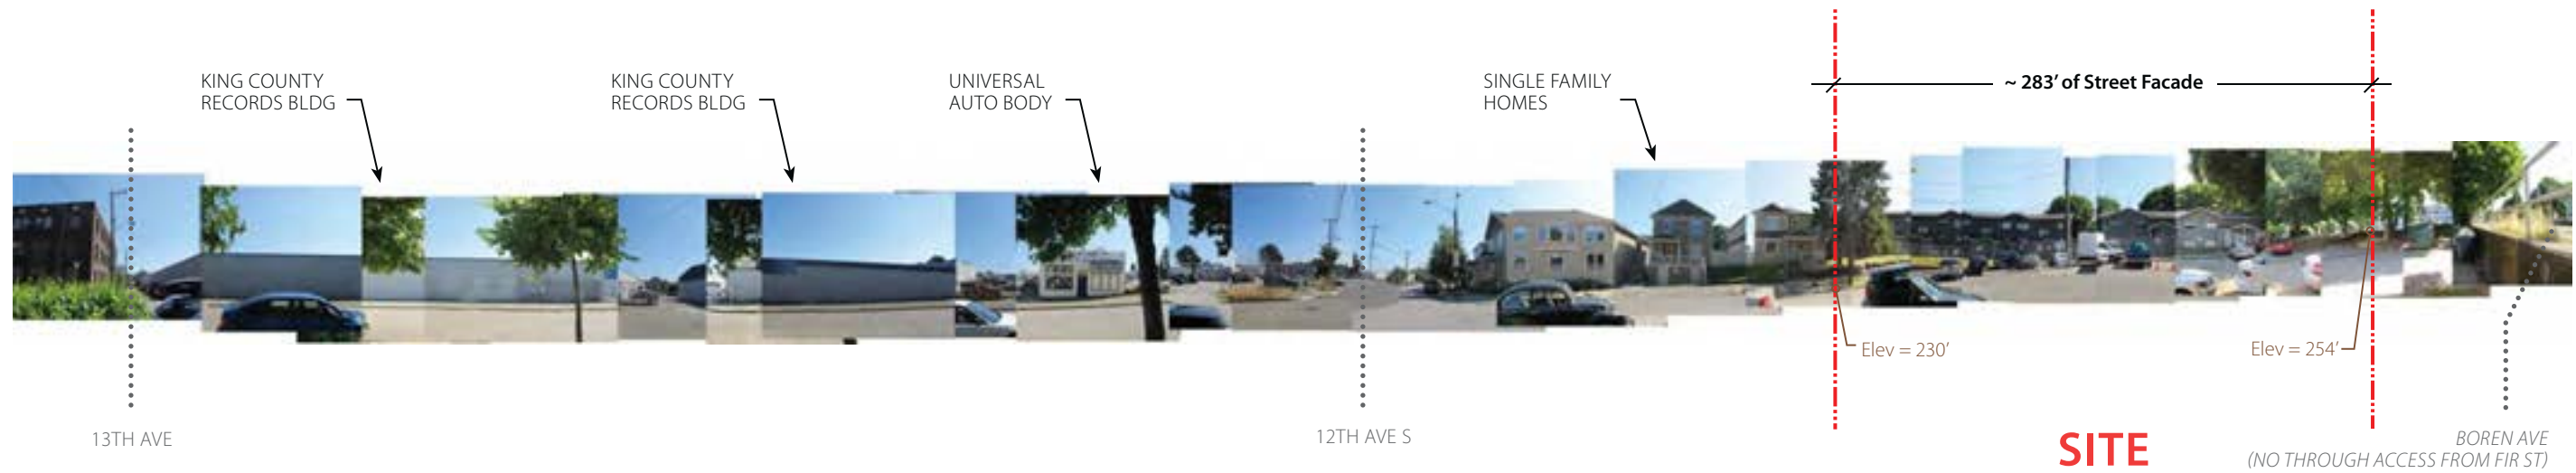 KING COUNTY
RECORDS BLDG
KING COUNTY
RECORDS BLDG
UNIVERSAL
AUTO BODY
SINGLE FAMILY
HOMES
~ 283’ of Street Facade
Elev = 230’
Elev = 254’
13TH AVE
12TH AVE S
SITE
BOREN AVE
(NO THROUGH ACCESS FROM FIR ST)